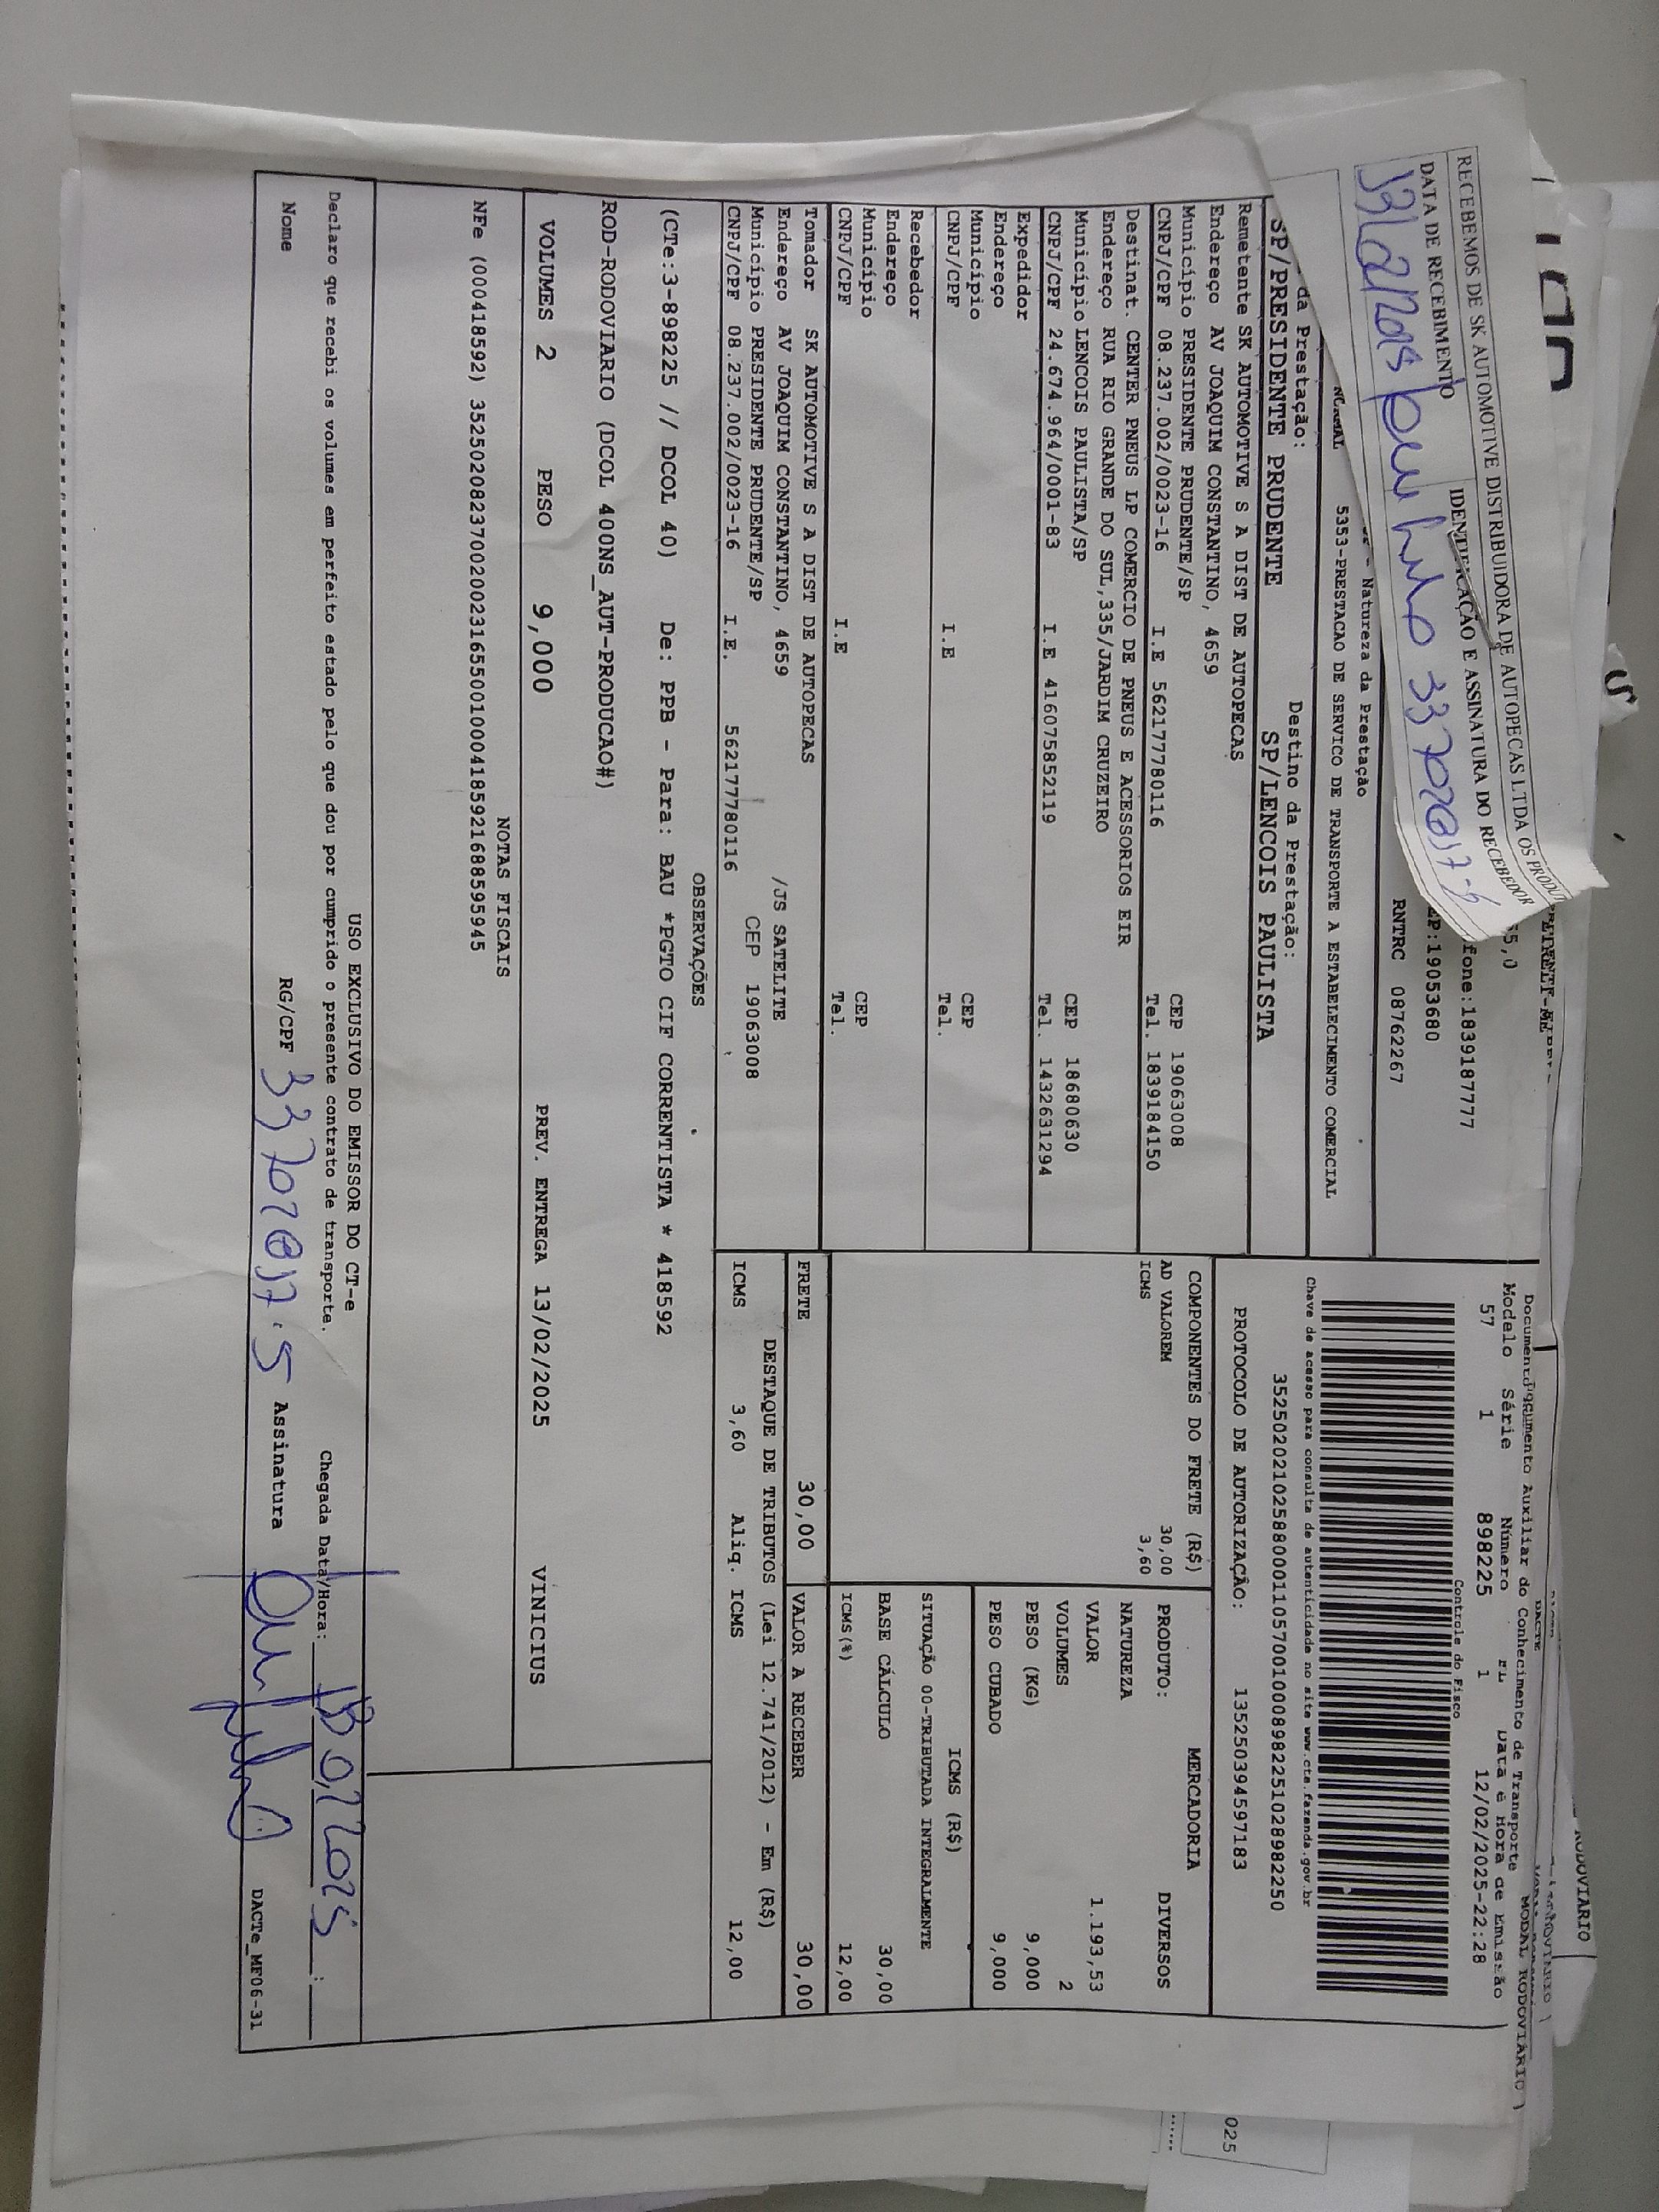 RECEBEMOS DE SK AUTOMOTIVE DISTRIBUIDORA DE AUTOPECAS LTDA OS PRODUT
DATA DE RECEBIMENTO IDENTIFICAÇÃO E ASSINATURA DO RECEBEDOR
fone:1839187777
EP:19053680
RNTRC 08762267
Natureza da Prestação
NORMAL 5353-PRESTACAO DE SERVICO DE TRANSPORTE A ESTABELECIMENTO COMERCIAL
da Prestação: Destino da Prestação:
SP/PRESIDENTE PRUDENTE SP/LENCOIS PAULISTA
Remetente SK AUTOMOTIVE S A DIST DE AUTOPECAS
Endereço AV JOAQUIM CONSTANTINO, 4659
Município PRESIDENTE PRUDENTE/SP CEP 19063008
CNPJ/CPF 08.237.002/0023-16 I.E 562177780116 Tel. 1839184150
Destinat. CENTER PNEUS LP COMERCIO DE PNEUS E ACESSORIOS EIR
Endereço RUA RIO GRANDE DO SUL,335/JARDIM CRUZEIRO
Município LENCOIS PAULISTA/SP CEP 18680630
CNPJ/CPF 24.674.964/0001-83 I.E 416075852119 Tel. 1432631294
Expedidor
Endereço
Município CEP
CNPJ/CPF I.E Tel.
Recebedor
Endereço
Município CEP
CNPJ/CPF I.E Tel.
Tomador SK AUTOMOTIVE S A DIST DE AUTOPECAS
Endereço AV JOAQUIM CONSTANTINO, 4659 /JS SATELITE
Município PRESIDENTE PRUDENTE/SP CEP 19063008
CNPJ/CPF 08.237.002/0023-16 I.E. 562177780116
Documento Auxiliar do Conhecimento de Transporte MODAL RODOVIÁRIO
Modelo Série Número FL Data e Hora de Emissão
57 1 898225 1 12/02/2025-22:28
Controle do Fisco
Chave de acesso para consulta de autenticidade no site www.cte.fazenda.gov.br
35250202102588000110570010008982251028982250
PROTOCOLO DE AUTORIZAÇÃO: 135250394597183
COMPONENTES DO FRETE (R$)
AD VALOREM 30,00
ICMS 3,60
MERCADORIA
PRODUTO: DIVERSOS
NATUREZA
VALOR 1.193,53
VOLUMES 2
PESO (KG) 9,000
PESO CUBADO 9,000
ICMS (R$)
SITUAÇÃO 00-TRIBUTADA INTEGRALMENTE
BASE CÁLCULO 30,00
ICMS(%) 12,00
FRETE 30,00 VALOR A RECEBER 30,00
DESTAQUE DE TRIBUTOS (Lei 12.741/2012) - Em (R$)
ICMS 3,60 Aliq. ICMS 12,00
OBSERVAÇÕES
(CTe:3-898225 // DCOL 40) De: PPB - Para: BAU *PGTO CIF CORRENTISTA * 418592
ROD-RODOVIARIO (DCOL 400NS_AUT-PRODUCAO#)
VOLUMES 2 PESO 9,000 PREV. ENTREGA 13/02/2025 VINICIUS
NOTAS FISCAIS
NFe (000418592) 35250208237002002316550010004185921688595945
USO EXCLUSIVO DO EMISSOR DO CT-e
Declaro que recebi os volumes em perfeito estado pelo que dou por cumprido o presente contrato de transporte. Chegada Data/Hora:
Nome RG/CPF Assinatura
DACTe_MF06-31
025